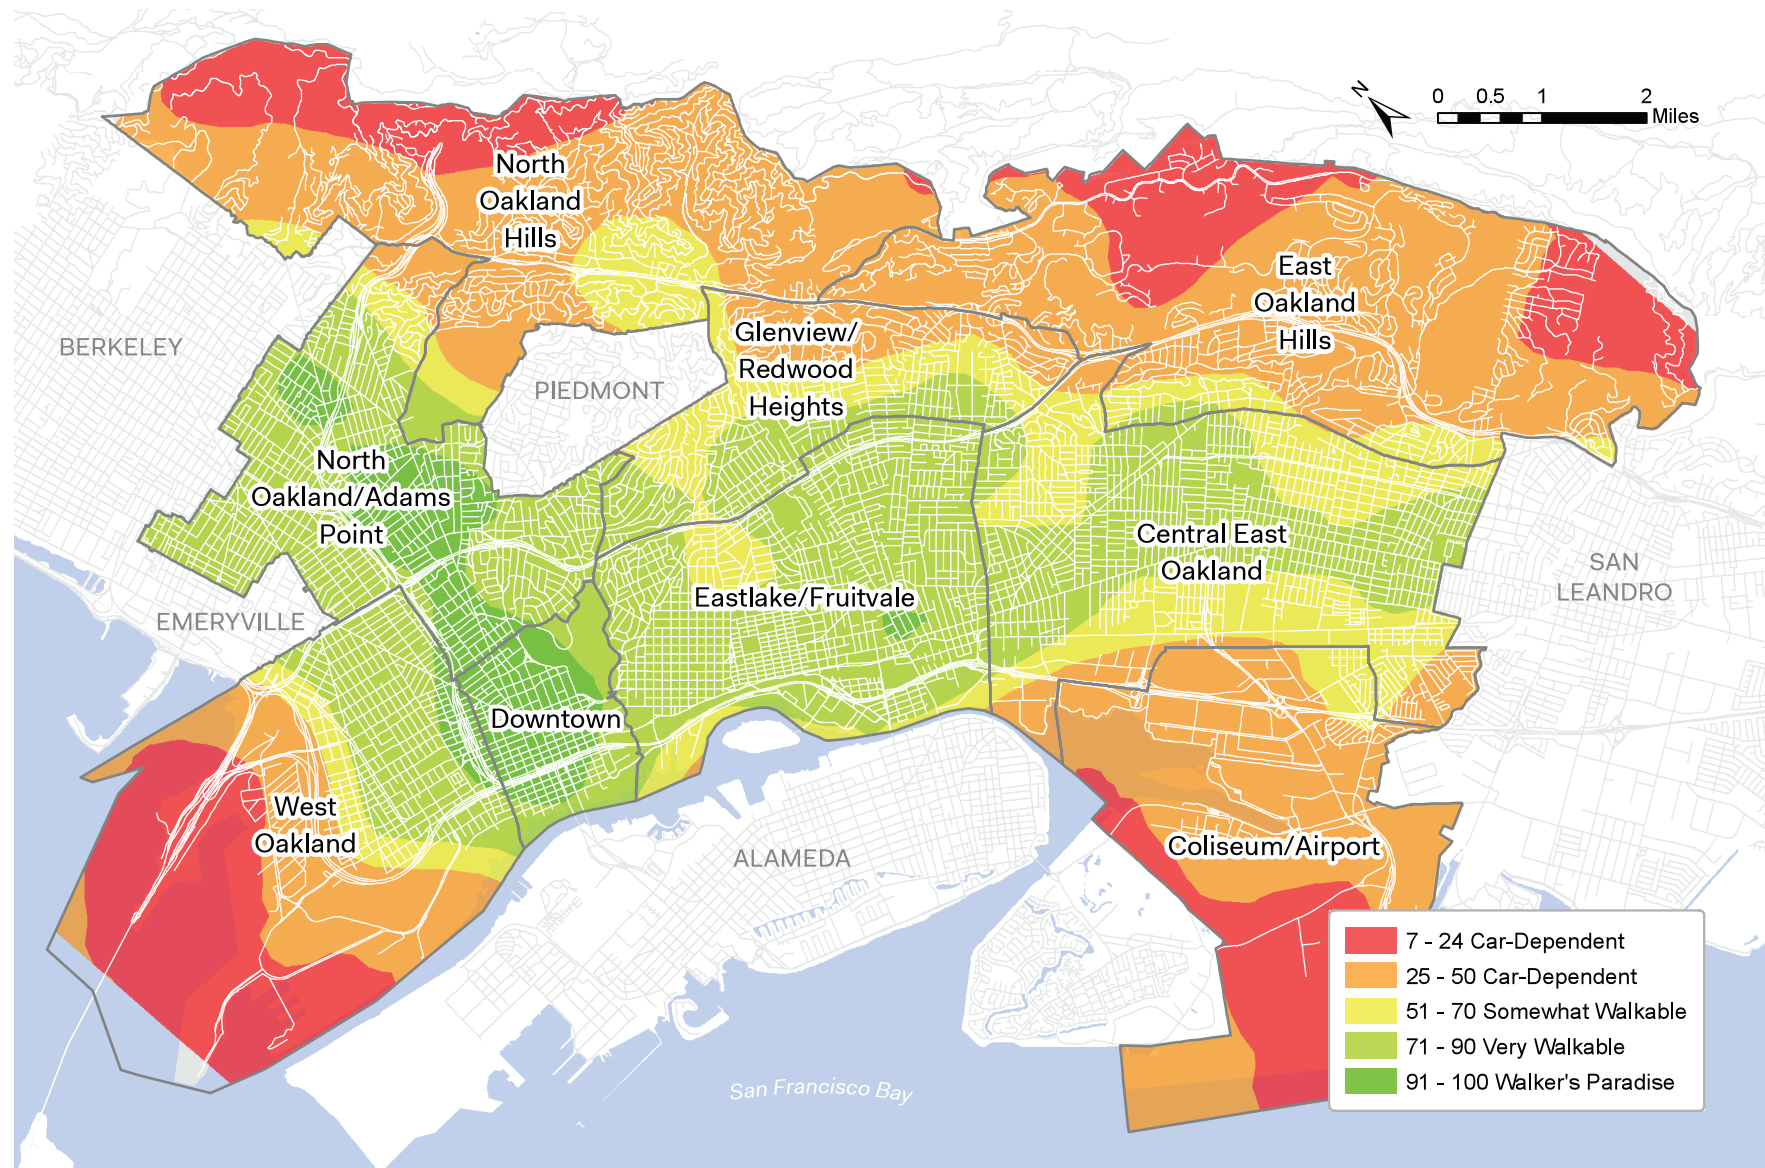 N
0 0.5 1 2
Miles
North
Oakland
Hills
East
Oakland
Hills
BERKELEY
Glenview/
Redwood
Heights
PIEDMONT
North
Oakland/Adams
Point
Central East
Oakland
SAN
LEANDRO
Eastlake/Fruitvale
EMERYVILLE
Downtown
West
Oakland
ALAMEDA
Coliseum/Airport
San Francisco Bay
7 - 24 Car-Dependent
25 - 50 Car-Dependent
51 - 70 Somewhat Walkable
71 - 90 Very Walkable
91 - 100 Walker's Paradise